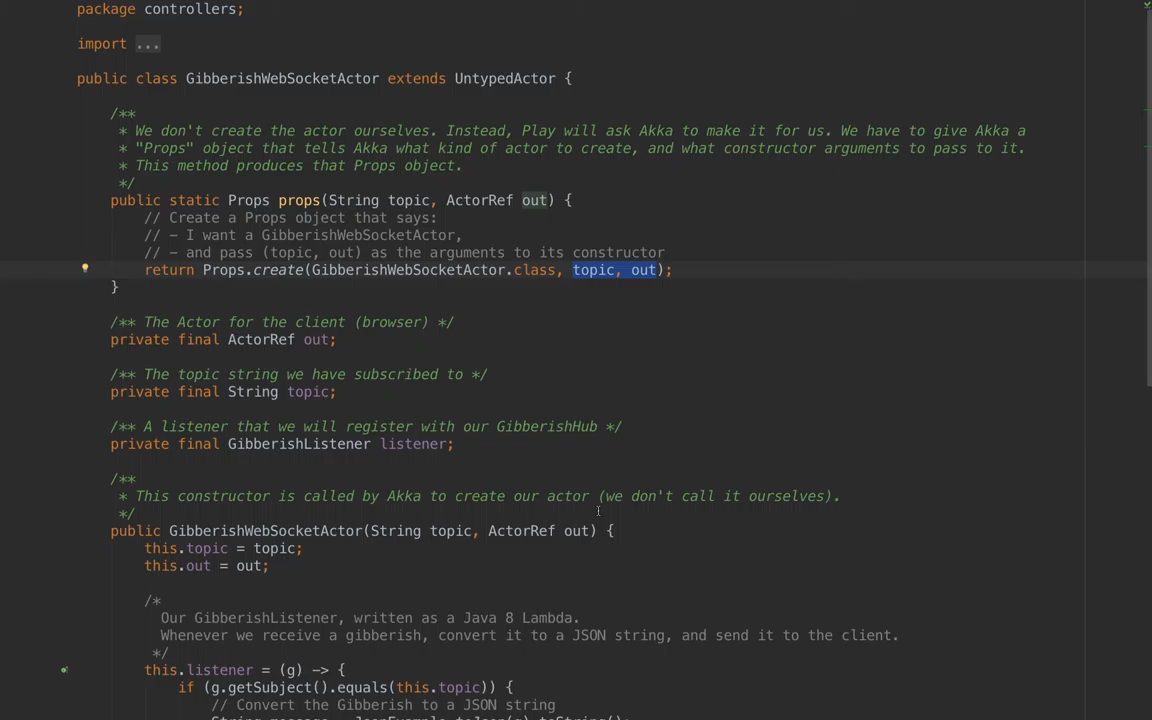 package controllers;
import ...
public class GibberishWebSocketActor extends UntypedActor {
/**
* We don't create the actor ourselves. Instead, Play will ask Akka to make it for us. We have to give Akka a
* "Props" object that tells Akka what kind of actor to create, and what constructor arguments to pass to it.
* This method produces that Props object.
*/
public static Props props(String topic, ActorRef out) {
// Create a Props object that says:
// - I want a GibberishWebSocketActor,
// - and pass (topic, out) as the arguments to its constructor
return Props.create(GibberishWebSocketActor.class, topic, out);
}
/** The Actor for the client (browser) */
private final ActorRef out;
/** The topic string we have subscribed to */
private final String topic;
/** A listener that we will register with our GibberishHub */
private final GibberishListener listener;
/**
* This constructor is called by Akka to create our actor (we don't call it ourselves).
*/
public GibberishWebSocketActor(String topic, ActorRef out) {
this.topic = topic;
this.out = out;
/*
Our GibberishListener, written as a Java 8 Lambda.
Whenever we receive a gibberish, convert it to a JSON string, and send it to the client.
*/
this.listener = (g) -> {
if (g.getSubject().equals(this.topic)) {
// Convert the Gibberish to a JSON string
String message = JsonExample.toJson(g).toString();